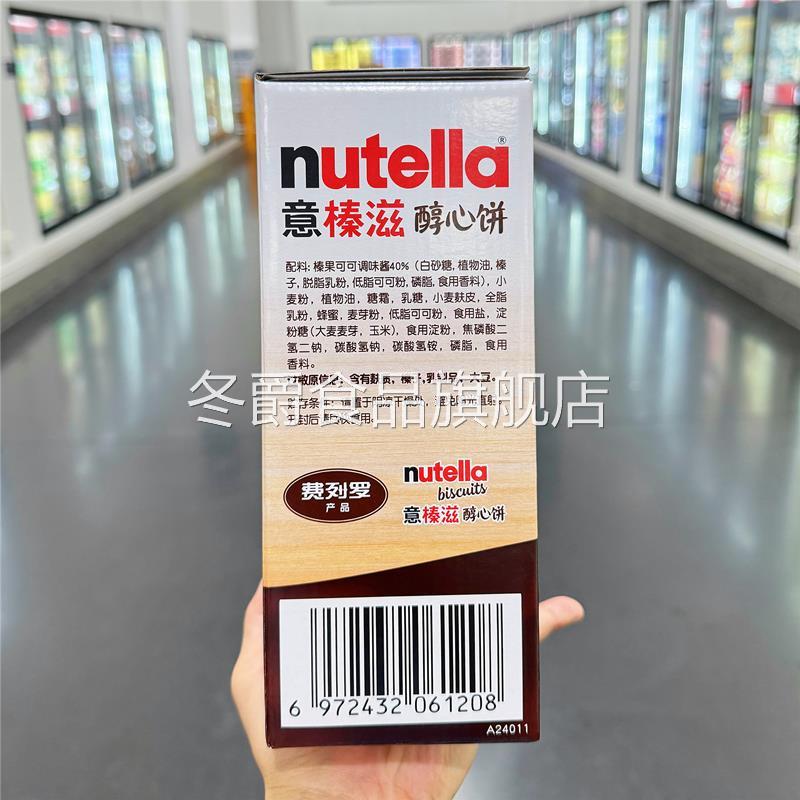 nutella®
意榛滋 醇心饼
配料: 榛果可可调味酱40%（白砂糖, 植物油, 榛
子, 脱脂乳粉, 低脂可可粉, 磷脂, 食用香料）, 小
麦粉, 植物油, 糖霜, 乳糖, 小麦麸皮, 全脂
乳粉, 蜂蜜, 麦芽粉, 低脂可可粉, 食用盐, 淀
粉糖(大麦麦芽, 玉米), 食用淀粉, 焦磷酸二
氢二钠, 碳酸氢钠, 碳酸氢铵, 磷脂, 食用
香料。
冬爵食品旗舰店
费列罗
产品
nutella
biscuits
意榛滋 醇心饼
6 972432 061208
A24011